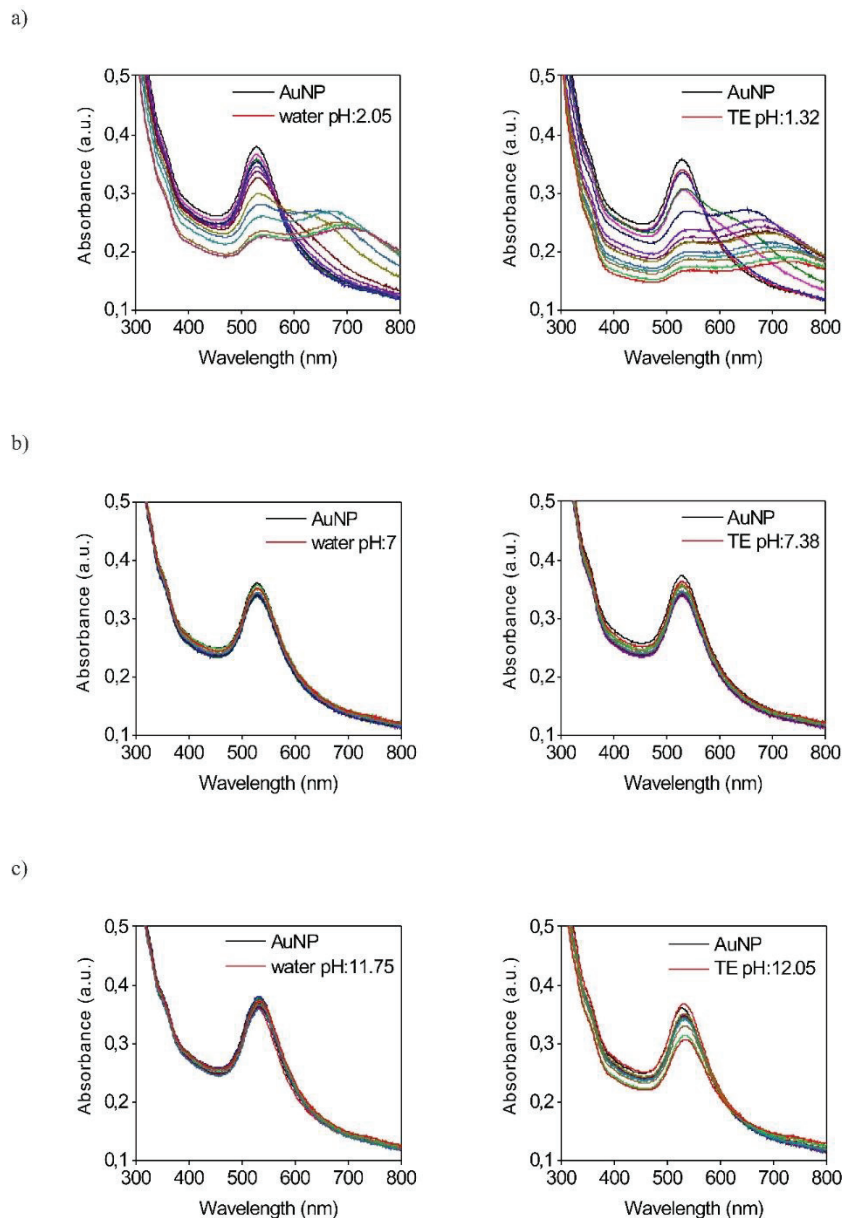 a)
0,5
0,4
0,3
0,2
0,1
Absorbance (a.u.)
AuNP
water pH:2.05
300 400 500 600 700 800
Wavelength (nm)
0,5
0,4
0,3
0,2
0,1
Absorbance (a.u.)
AuNP
TE pH:1.32
300 400 500 600 700 800
Wavelength (nm)
b)
0,5
0,4
0,3
0,2
0,1
Absorbance (a.u.)
AuNP
water pH:7
300 400 500 600 700 800
Wavelength (nm)
0,5
0,4
0,3
0,2
0,1
Absorbance (a.u.)
AuNP
TE pH:7.38
300 400 500 600 700 800
Wavelength (nm)
c)
0,5
0,4
0,3
0,2
0,1
Absorbance (a.u.)
AuNP
water pH:11.75
300 400 500 600 700 800
Wavelength (nm)
0,5
0,4
0,3
0,2
0,1
Absorbance (a.u.)
AuNP
TE pH:12.05
300 400 500 600 700 800
Wavelength (nm)